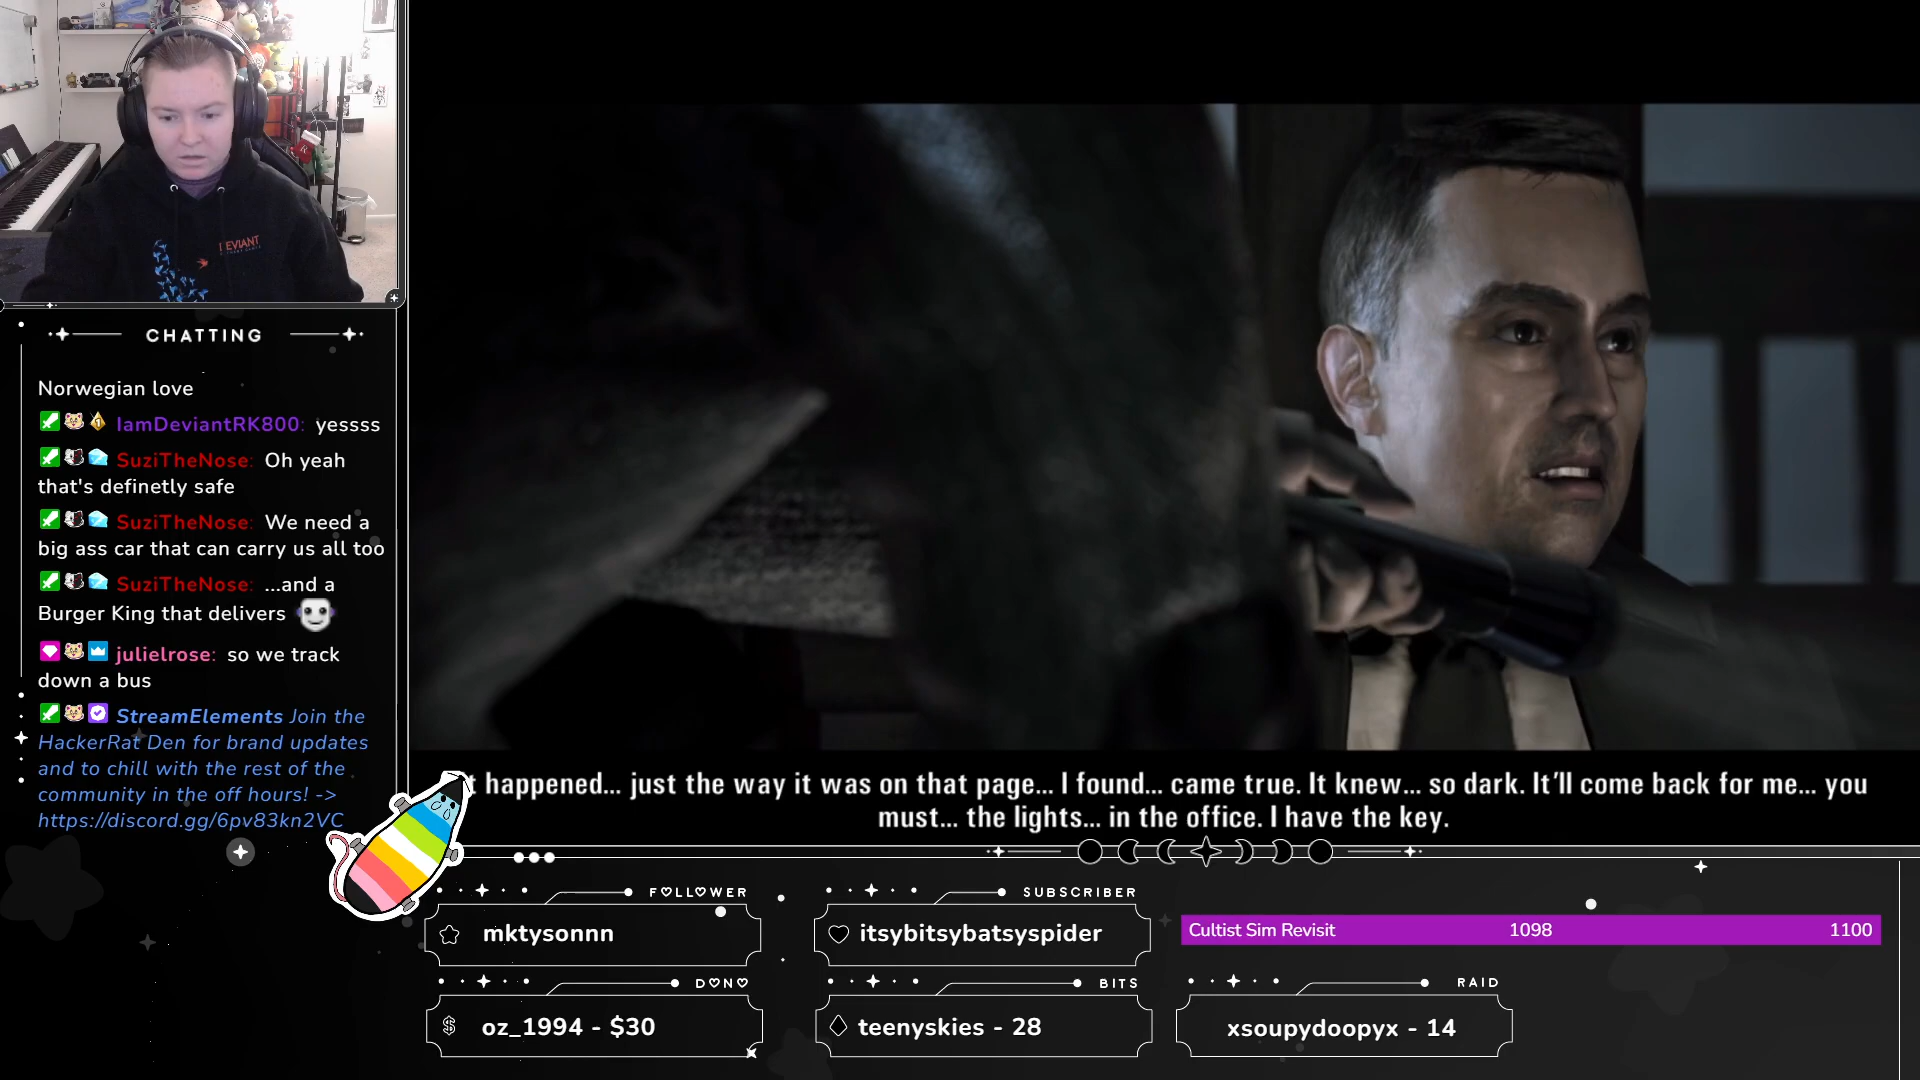 CHATTING
Norwegian love
IamDeviantRK800: yessss
SuziTheNose: Oh yeah
that's definetly safe
SuziTheNose: We need a
big ass car that can carry us all too
SuziTheNose: ...and a
Burger King that delivers
julielrose: so we track
down a bus
StreamElements Join the
HackerRat Den for brand updates
and to chill with the rest of the
community in the off hours! ->
https://discord.gg/6pv83kn2VC
happened... just the way it was on that page... I found... came true. It knew... so dark. It'll come back for me... you
must... the lights... in the office. I have the key.
FOLLOWER
mktysonnn
SUBSCRIBER
itsybitsybatsyspider
Cultist Sim Revisit 1098 1100
DONO
oz_1994 - $30
BITS
teenyskies - 28
RAID
xsoupydoopyx - 14